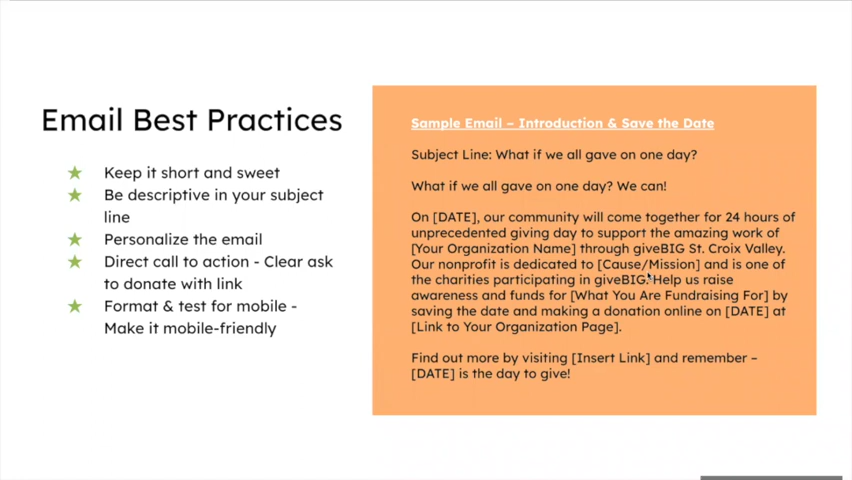 Email Best Practices
Keep it short and sweet
Be descriptive in your subject
line
Personalize the email
Direct call to action - Clear ask
to donate with link
Format & test for mobile -
Make it mobile-friendly
Sample Email – Introduction & Save the Date
Subject Line: What if we all gave on one day?
What if we all gave on one day? We can!
On [DATE], our community will come together for 24 hours of
unprecedented giving day to support the amazing work of
[Your Organization Name] through giveBIG St. Croix Valley.
Our nonprofit is dedicated to [Cause/Mission] and is one of
the charities participating in giveBIG. Help us raise
awareness and funds for [What You Are Fundraising For] by
saving the date and making a donation online on [DATE] at
[Link to Your Organization Page].
Find out more by visiting [Insert Link] and remember –
[DATE] is the day to give!